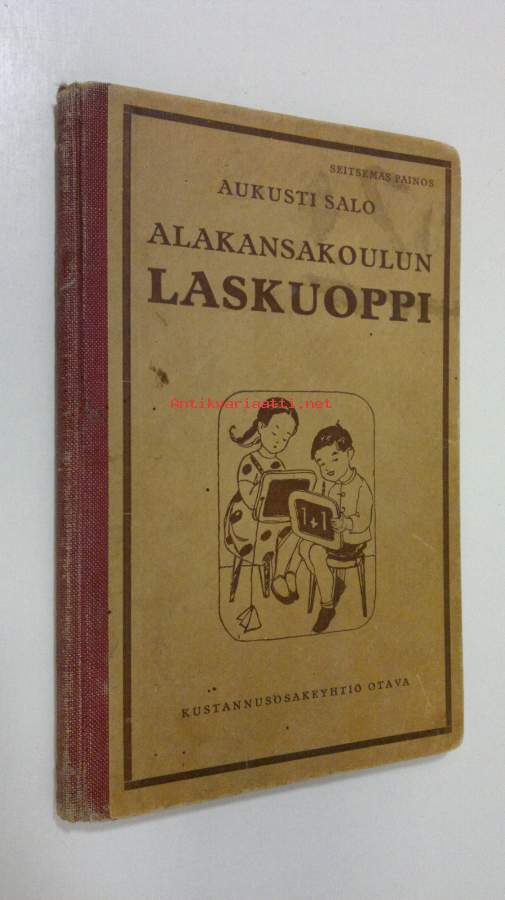 SEITSEMÄS PAINOS
AUKUSTI SALO
ALAKANSAKOULUN
LASKUOPPI
Antikvariaatti.net
1+1
KUSTANNUSOSAKEYHTIÖ OTAVA